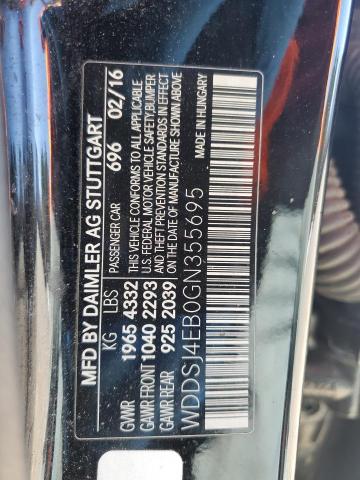 MFD BY DAIMLER AG STUTTGART
KG LBS PASSENGER CAR 696 02/16
GVWR 1965 4332 THIS VEHICLE CONFORMS TO ALL APPLICABLE
GAWR FRONT 1040 2293 U.S. FEDERAL MOTOR VEHICLE SAFETY, BUMPER
GAWR REAR 925 2039 AND THEFT PREVENTION STANDARDS IN EFFECT
ON THE DATE OF MANUFACTURE SHOWN ABOVE
WDDSJ4EB0GN355695 MADE IN HUNGARY